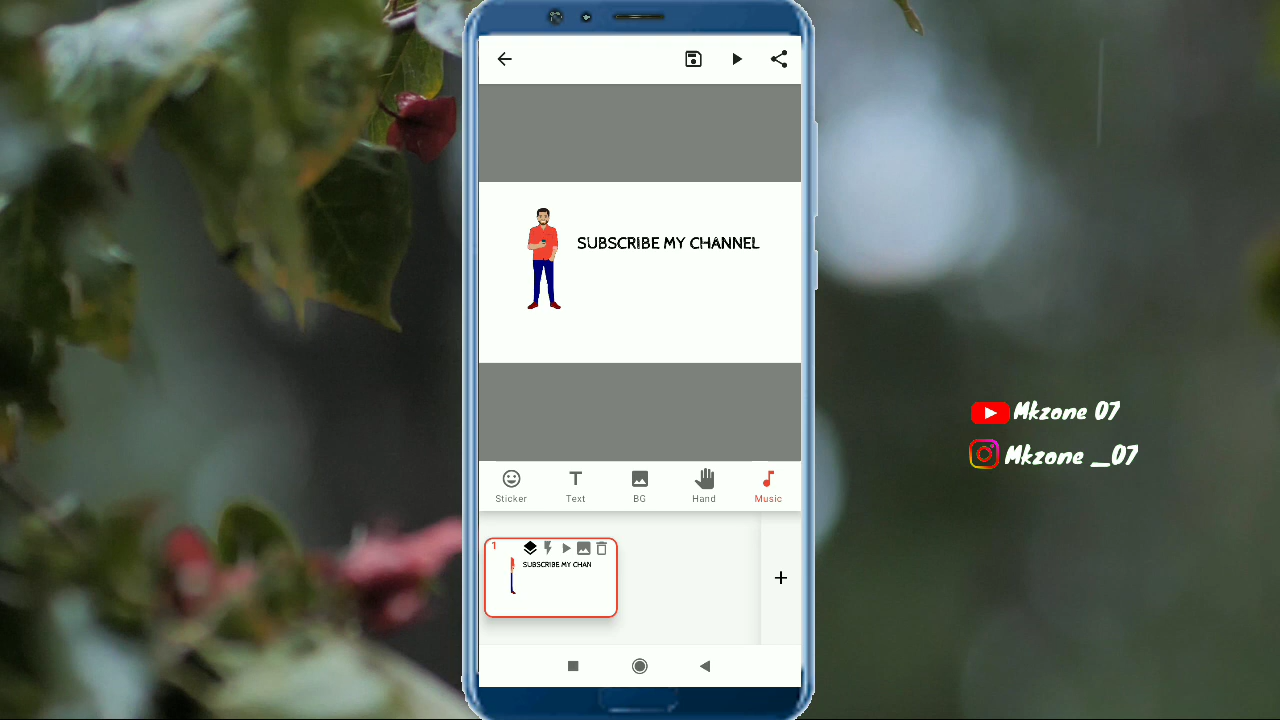 SUBSCRIBE MY CHANNEL
Mkzone 07
Mkzone _07
Sticker Text BG Hand Music
1
SUBSCRIBE MY CHAN